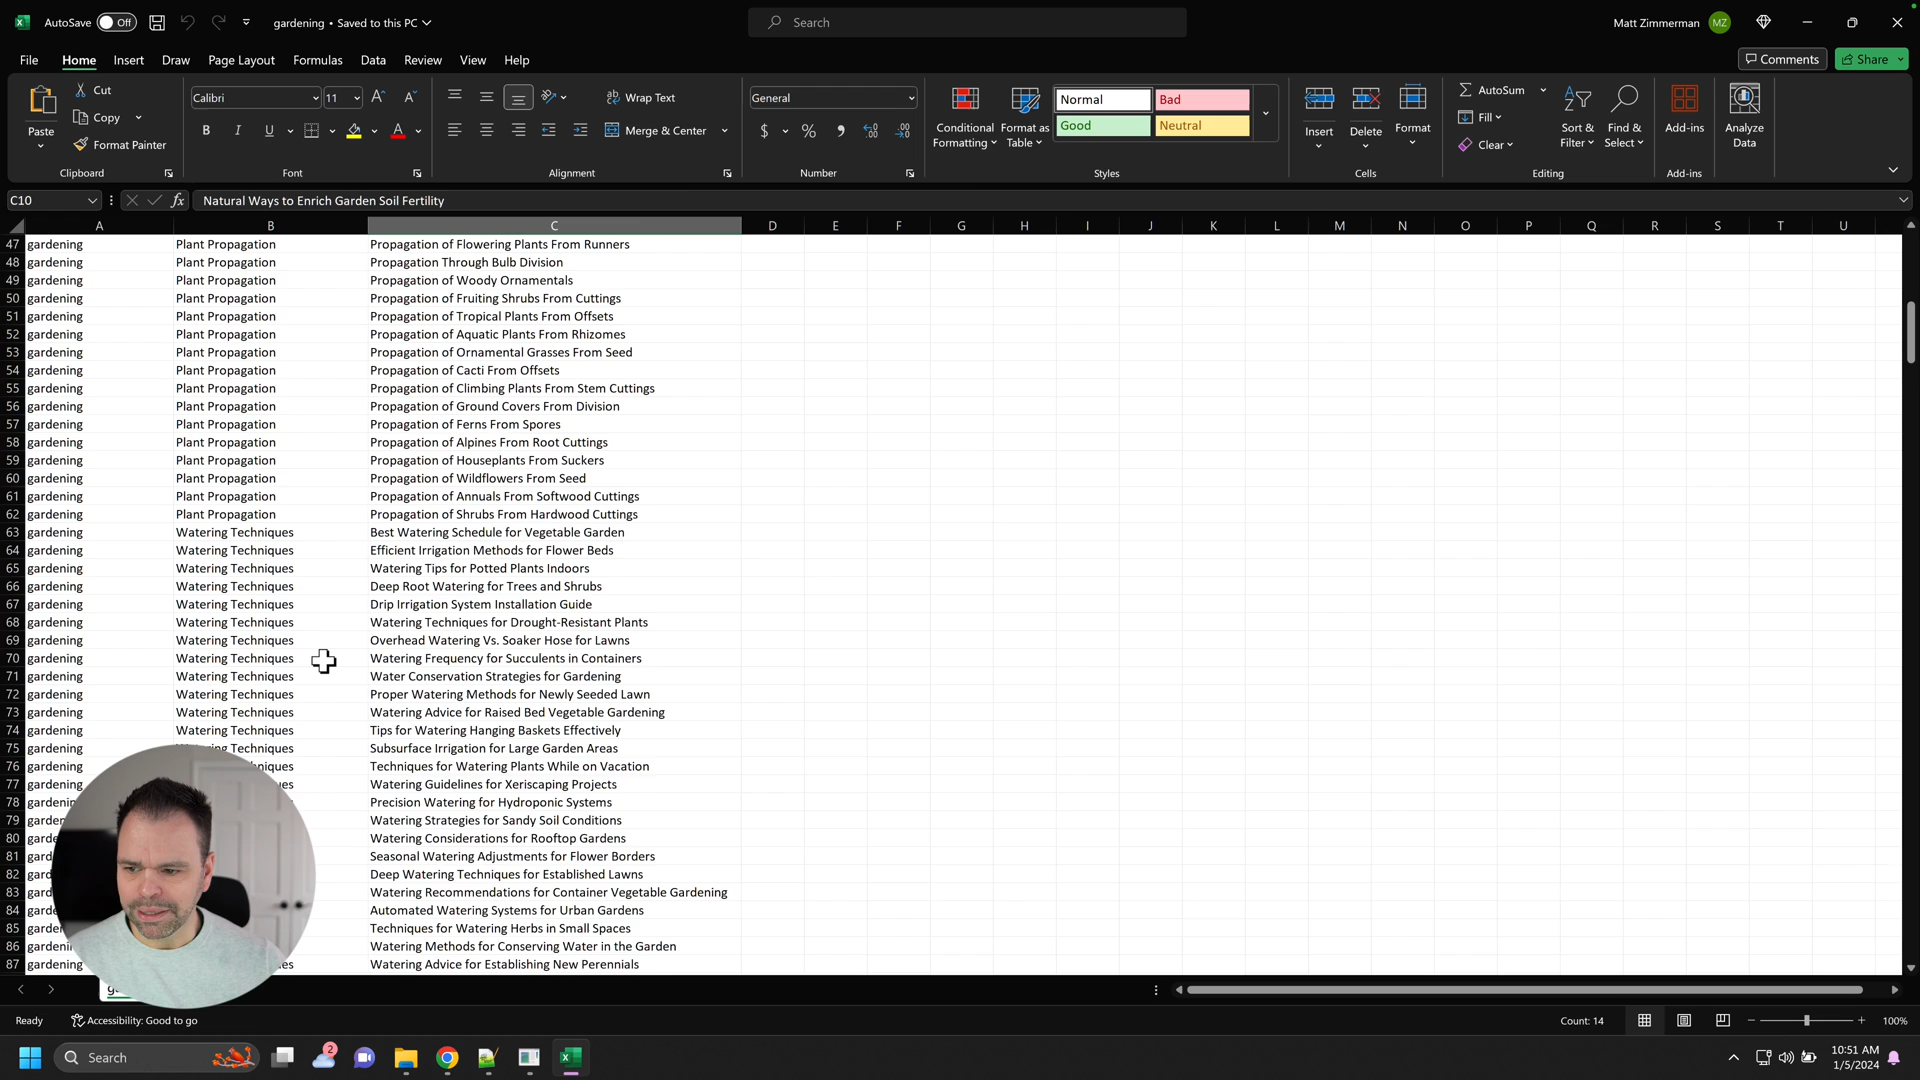 AutoSave Off gardening • Saved to this PC Search Matt Zimmerman MZ
File Home Insert Draw Page Layout Formulas Data Review View Help Comments Share
Paste Cut Copy Format Painter Clipboard
Calibri 11 B I U A Font
Wrap Text Merge & Center Alignment
General $ % Number
Conditional Formatting Format as Table Normal Bad Good Neutral Styles
Insert Delete Format Cells
AutoSum Fill Clear Sort & Filter Find & Select Editing
Add-ins Add-ins
Analyze Data
C10 fx Natural Ways to Enrich Garden Soil Fertility
A B C D E F G H I J K L M N O P Q R S T U
47 gardening Plant Propagation Propagation of Flowering Plants From Runners
48 gardening Plant Propagation Propagation Through Bulb Division
49 gardening Plant Propagation Propagation of Woody Ornamentals
50 gardening Plant Propagation Propagation of Fruiting Shrubs From Cuttings
51 gardening Plant Propagation Propagation of Tropical Plants From Offsets
52 gardening Plant Propagation Propagation of Aquatic Plants From Rhizomes
53 gardening Plant Propagation Propagation of Ornamental Grasses From Seed
54 gardening Plant Propagation Propagation of Cacti From Offsets
55 gardening Plant Propagation Propagation of Climbing Plants From Stem Cuttings
56 gardening Plant Propagation Propagation of Ground Covers From Division
57 gardening Plant Propagation Propagation of Ferns From Spores
58 gardening Plant Propagation Propagation of Alpines From Root Cuttings
59 gardening Plant Propagation Propagation of Houseplants From Suckers
60 gardening Plant Propagation Propagation of Wildflowers From Seed
61 gardening Plant Propagation Propagation of Annuals From Softwood Cuttings
62 gardening Plant Propagation Propagation of Shrubs From Hardwood Cuttings
63 gardening Watering Techniques Best Watering Schedule for Vegetable Garden
64 gardening Watering Techniques Efficient Irrigation Methods for Flower Beds
65 gardening Watering Techniques Watering Tips for Potted Plants Indoors
66 gardening Watering Techniques Deep Root Watering for Trees and Shrubs
67 gardening Watering Techniques Drip Irrigation System Installation Guide
68 gardening Watering Techniques Watering Techniques for Drought-Resistant Plants
69 gardening Watering Techniques Overhead Watering Vs. Soaker Hose for Lawns
70 gardening Watering Techniques Watering Frequency for Succulents in Containers
71 gardening Watering Techniques Water Conservation Strategies for Gardening
72 gardening Watering Techniques Proper Watering Methods for Newly Seeded Lawn
73 gardening Watering Techniques Watering Advice for Raised Bed Vegetable Gardening
74 gardening Watering Techniques Tips for Watering Hanging Baskets Effectively
75 gardening Techniques Subsurface Irrigation for Large Garden Areas
76 gardening Techniques for Watering Plants While on Vacation
77 gardening Watering Guidelines for Xeriscaping Projects
78 Precision Watering for Hydroponic Systems
79 Watering Strategies for Sandy Soil Conditions
80 Watering Considerations for Rooftop Gardens
81 Seasonal Watering Adjustments for Flower Borders
82 Deep Watering Techniques for Established Lawns
83 Watering Recommendations for Container Vegetable Gardening
84 Automated Watering Systems for Urban Gardens
85 Techniques for Watering Herbs in Small Spaces
86 Watering Methods for Conserving Water in the Garden
87 gardening Watering Advice for Establishing New Perennials
Ready Accessibility: Good to go Count: 14 100%
Search 2 10:51 AM
1/5/2024